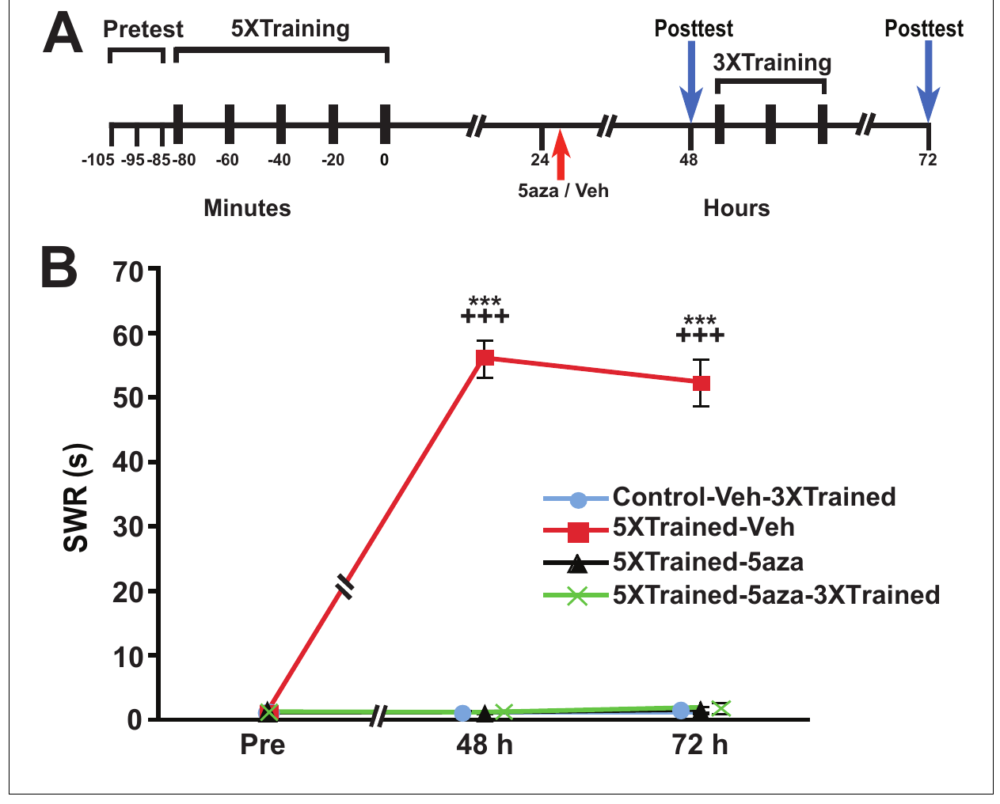 A
Pretest 5XTraining Posttest Posttest
3XTraining
-105 -95 -85 -80 -60 -40 -20 0 24 48 72
5aza / Veh
Minutes Hours
B
70
60
50
40
30
20
10
0
SWR (s)
***
+++
***
+++
Control-Veh-3XTrained
5XTrained-Veh
5XTrained-5aza
5XTrained-5aza-3XTrained
Pre 48 h 72 h